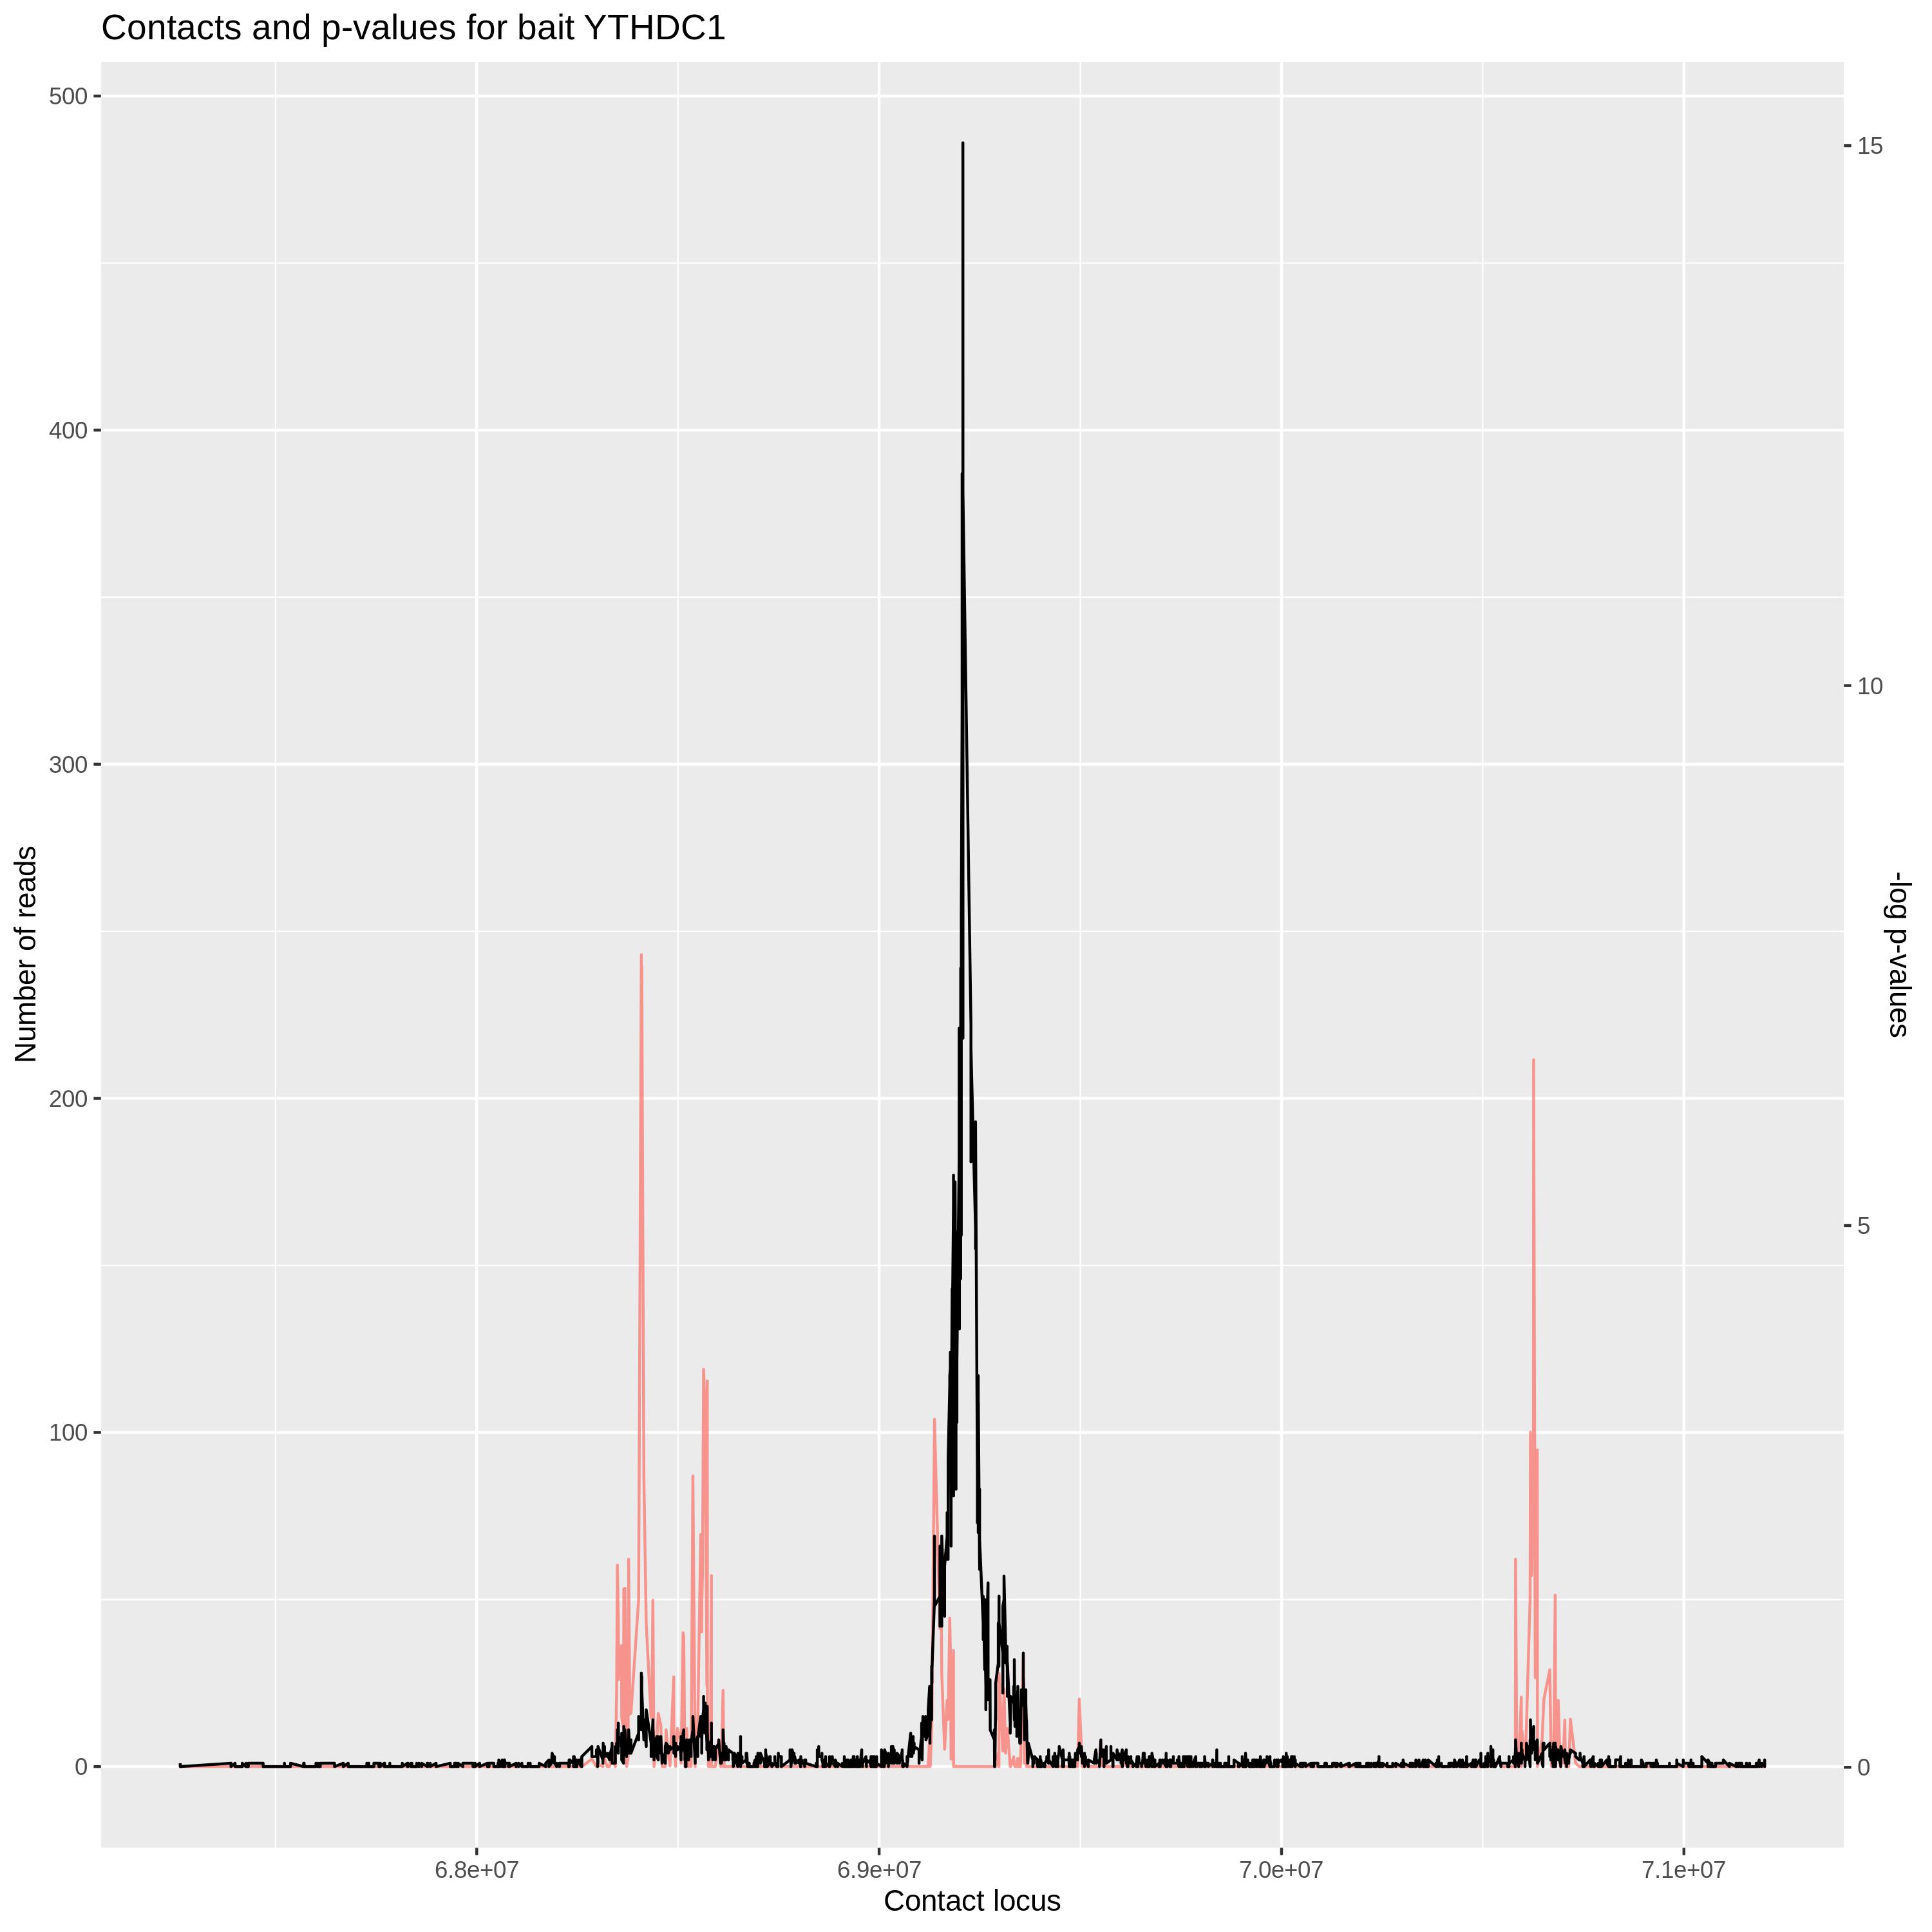 Contacts and p-values for bait YTHDC1
500
400
300
200
100
0
Number of reads
15
10
5
0
-log p-values
6.8e+07
6.9e+07
7.0e+07
7.1e+07
Contact locus